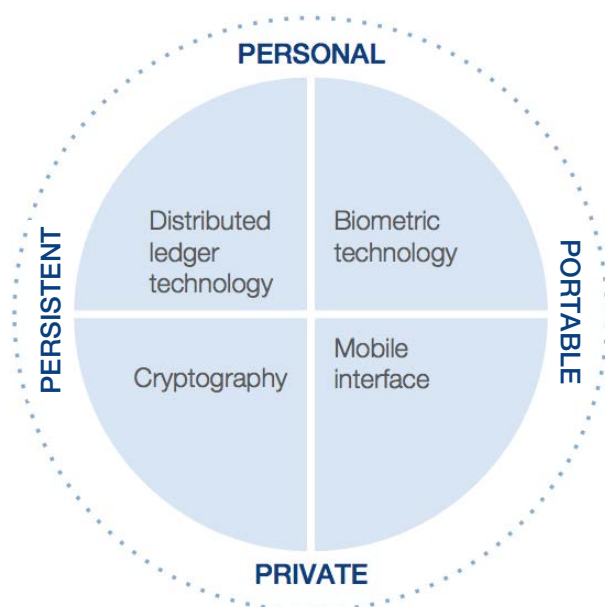 PERSONAL
Distributed
ledger
technology
Biometric
technology
PERSISTENT
PORTABLE
Cryptography
Mobile
interface
PRIVATE